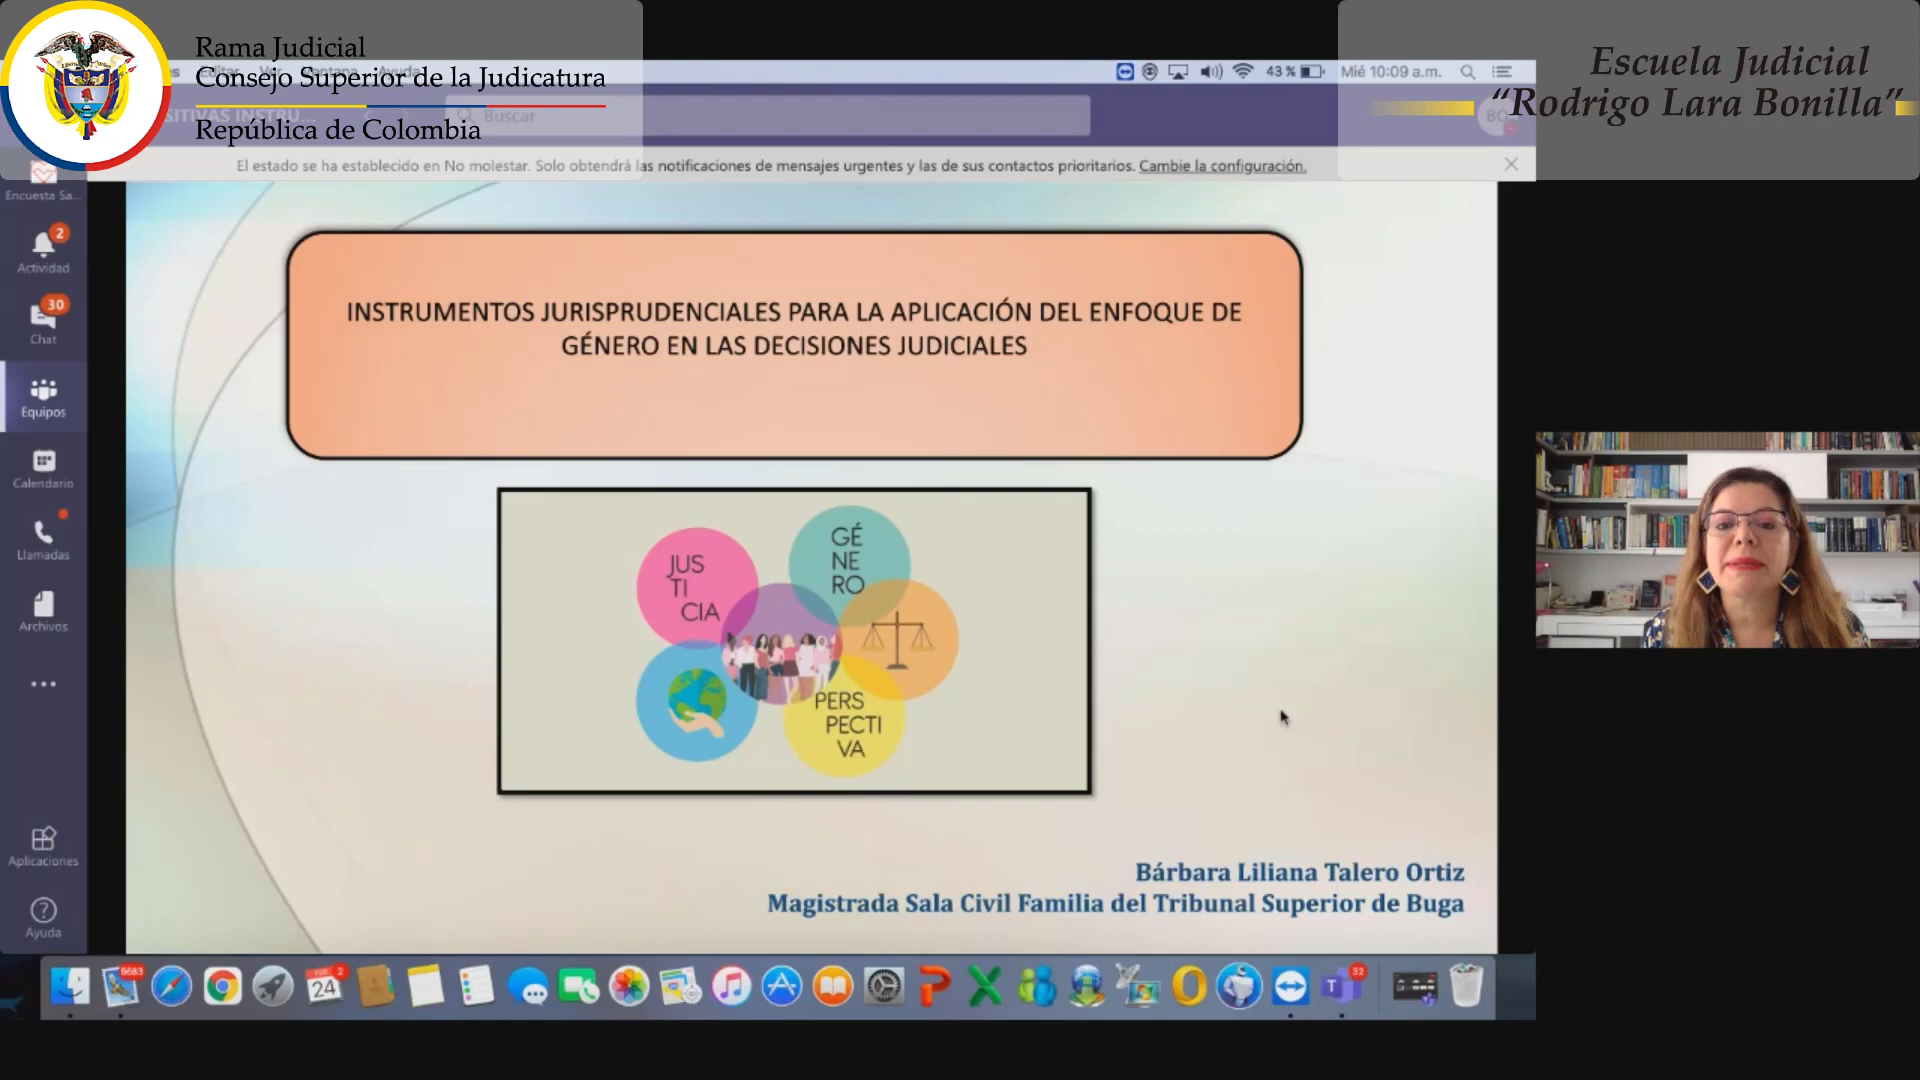 Rama Judicial
Consejo Superior de la Judicatura
República de Colombia
Escuela Judicial
“Rodrigo Lara Bonilla”
Ayuda
43 %
Mié 10:09 a.m.
Buscar
El estado se ha establecido en No molestar. Solo obtendrá las notificaciones de mensajes urgentes y las de sus contactos prioritarios. Cambie la configuración.
Encuesta Sa...
2
Actividad
30
Chat
Equipos
Calendario
Llamadas
Archivos
Aplicaciones
Ayuda
INSTRUMENTOS JURISPRUDENCIALES PARA LA APLICACIÓN DEL ENFOQUE DE
GÉNERO EN LAS DECISIONES JUDICIALES
JUS
TI
CIA
GÉ
NE
RO
PERS
PECTI
VA
Bárbara Liliana Talero Ortiz
Magistrada Sala Civil Familia del Tribunal Superior de Buga
24
2
32